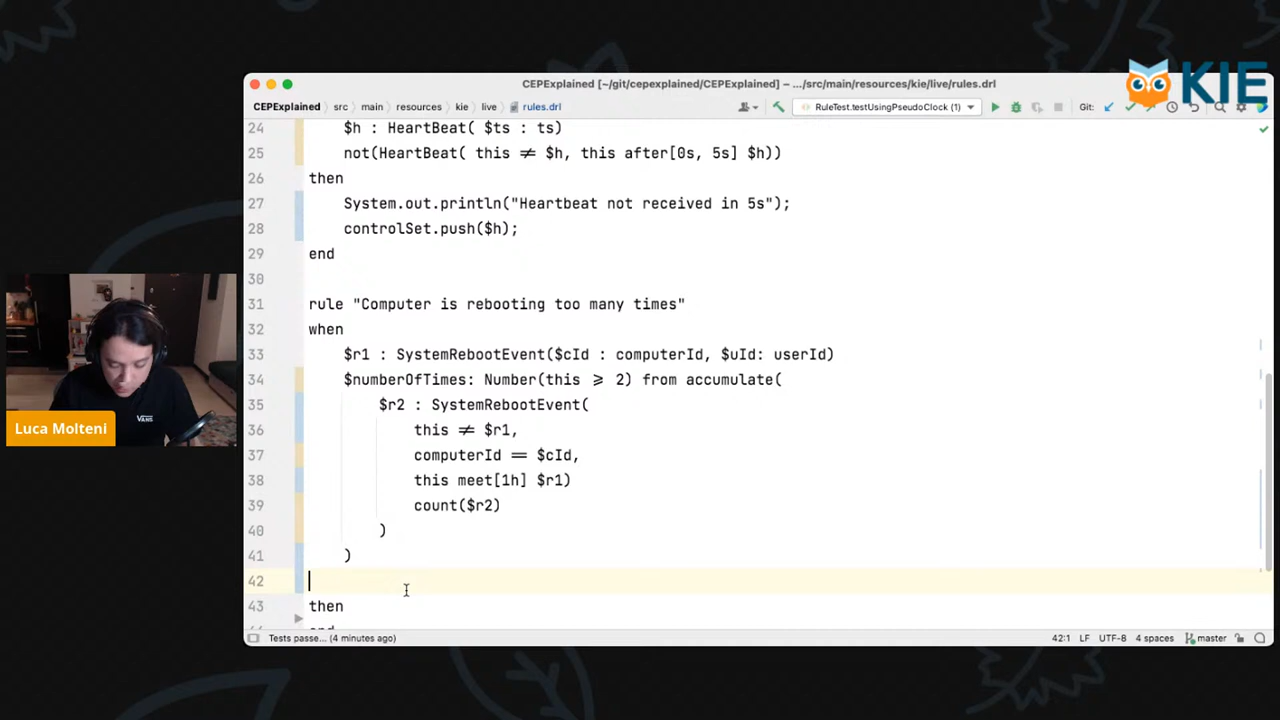 KIE
CEPExplained [~/git/cepexplained/CEPExplained] – .../src/main/resources/kie/live/rules.drl
CEPExplained src main resources kie live rules.drl RuleTest.testUsingPseudoClock (1) Git:
24 $h : HeartBeat( $ts : ts)
25 not(HeartBeat( this ≠ $h, this after[0s, 5s] $h))
26 then
27 System.out.println("Heartbeat not received in 5s");
28 controlSet.push($h);
29 end
30
31 rule "Computer is rebooting too many times"
32 when
33 $r1 : SystemRebootEvent($cId : computerId, $uId: userId)
34 $numberOfTimes: Number(this ⩾ 2) from accumulate(
35 $r2 : SystemRebootEvent(
36 this ≠ $r1,
37 computerId == $cId,
38 this meet[1h] $r1)
39 count($r2)
40 )
41 )
42
43 then
Tests passe... (4 minutes ago) 42:1 LF UTF-8 4 spaces master
Luca Molteni
VANS